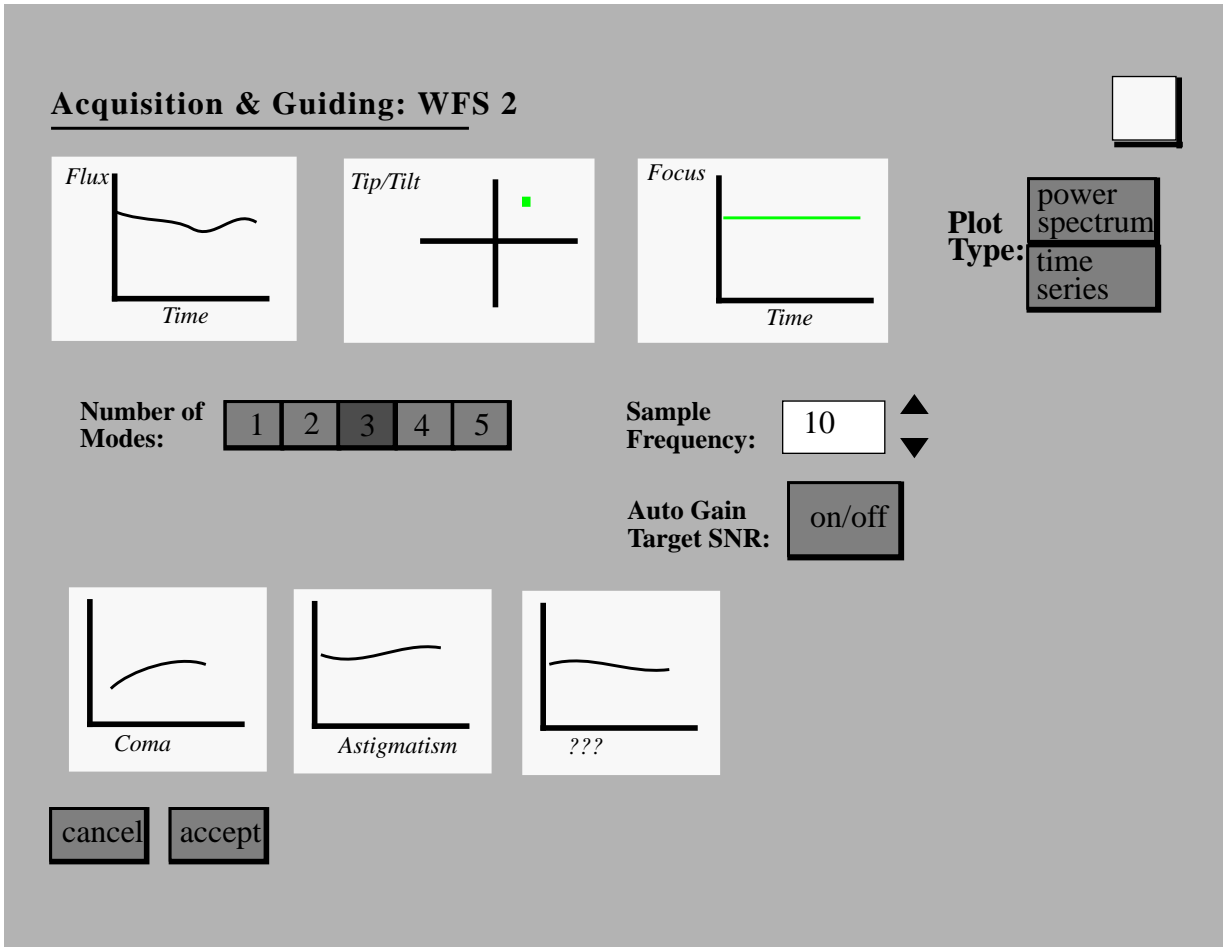 Acquisition & Guiding: WFS 2
Flux
Time
Tip/Tilt
Focus
Time
Plot
Type:
power
spectrum
time
series
Number of
Modes:
1 2 3 4 5
Sample
Frequency:
10
Auto Gain
Target SNR:
on/off
Coma
Astigmatism
???
cancel
accept